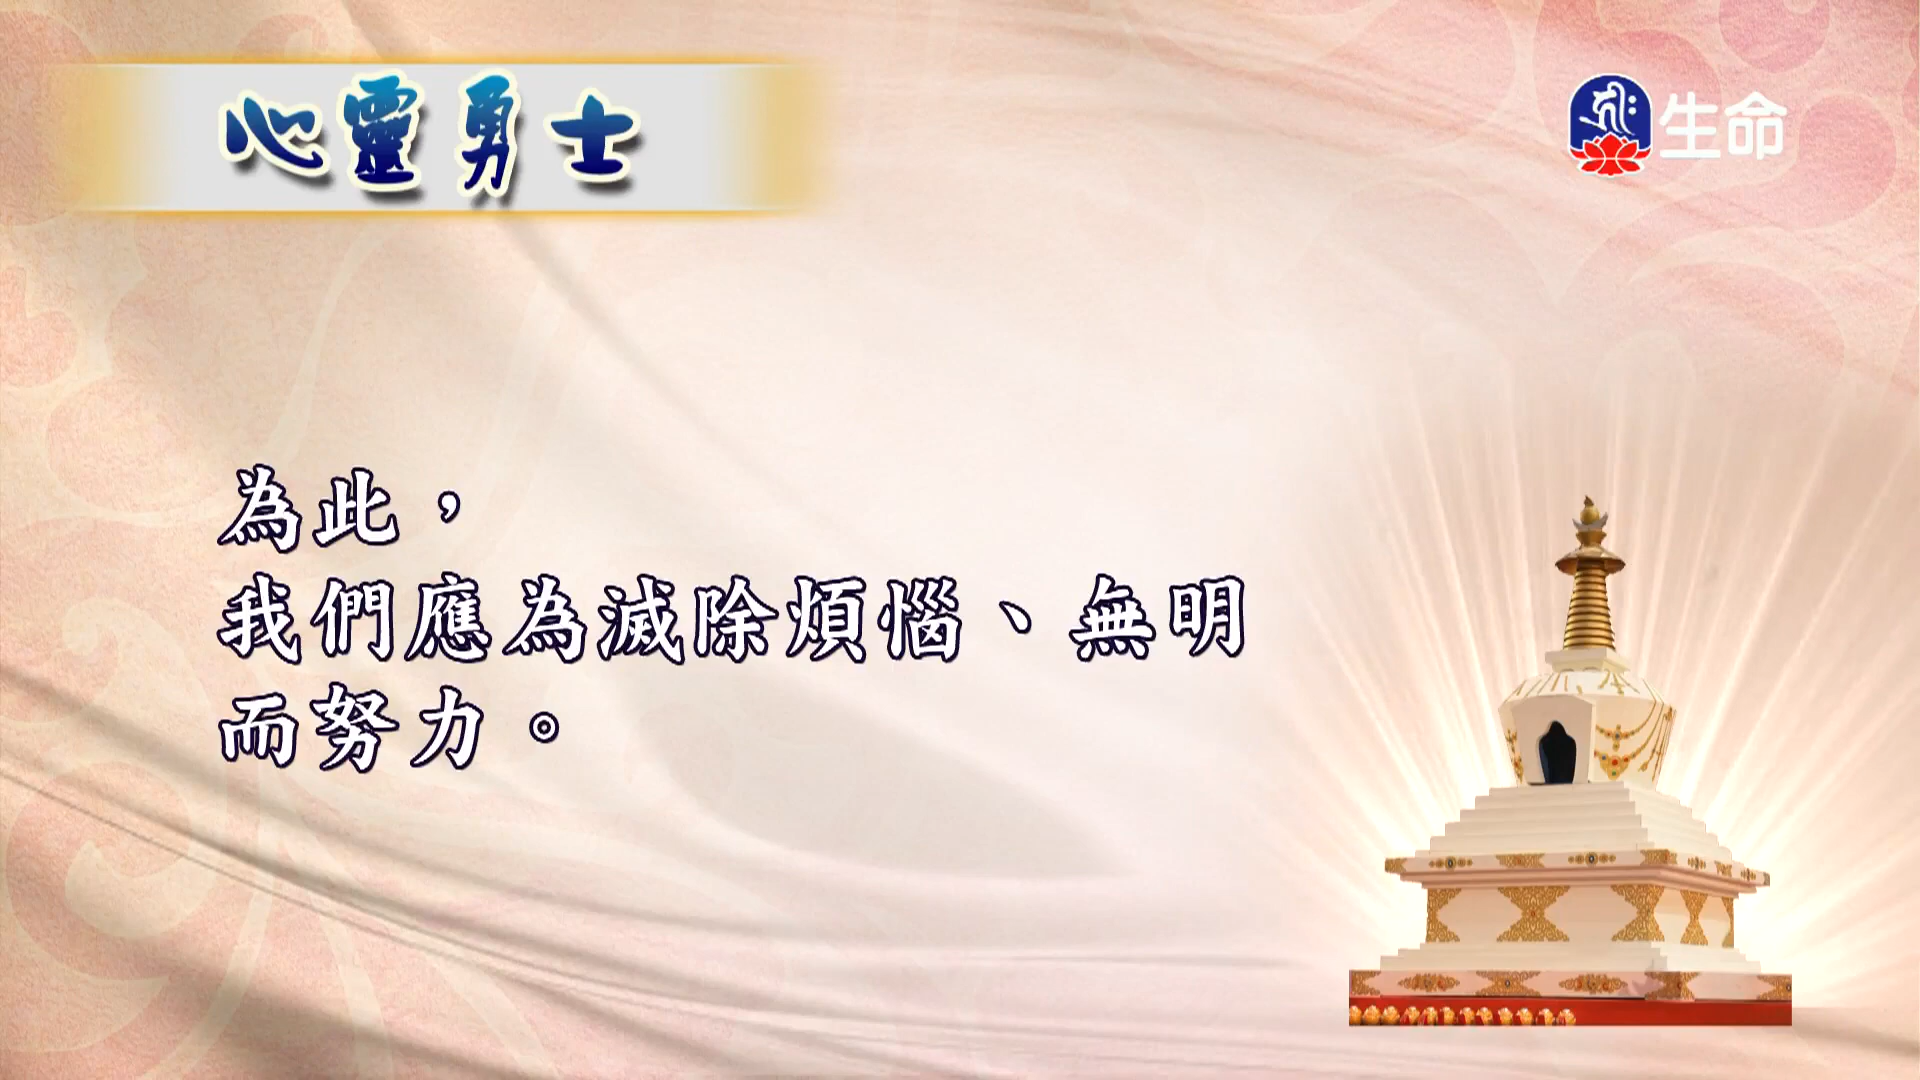 心靈勇士
生命
為此，
我們應為滅除煩惱、無明
而努力。